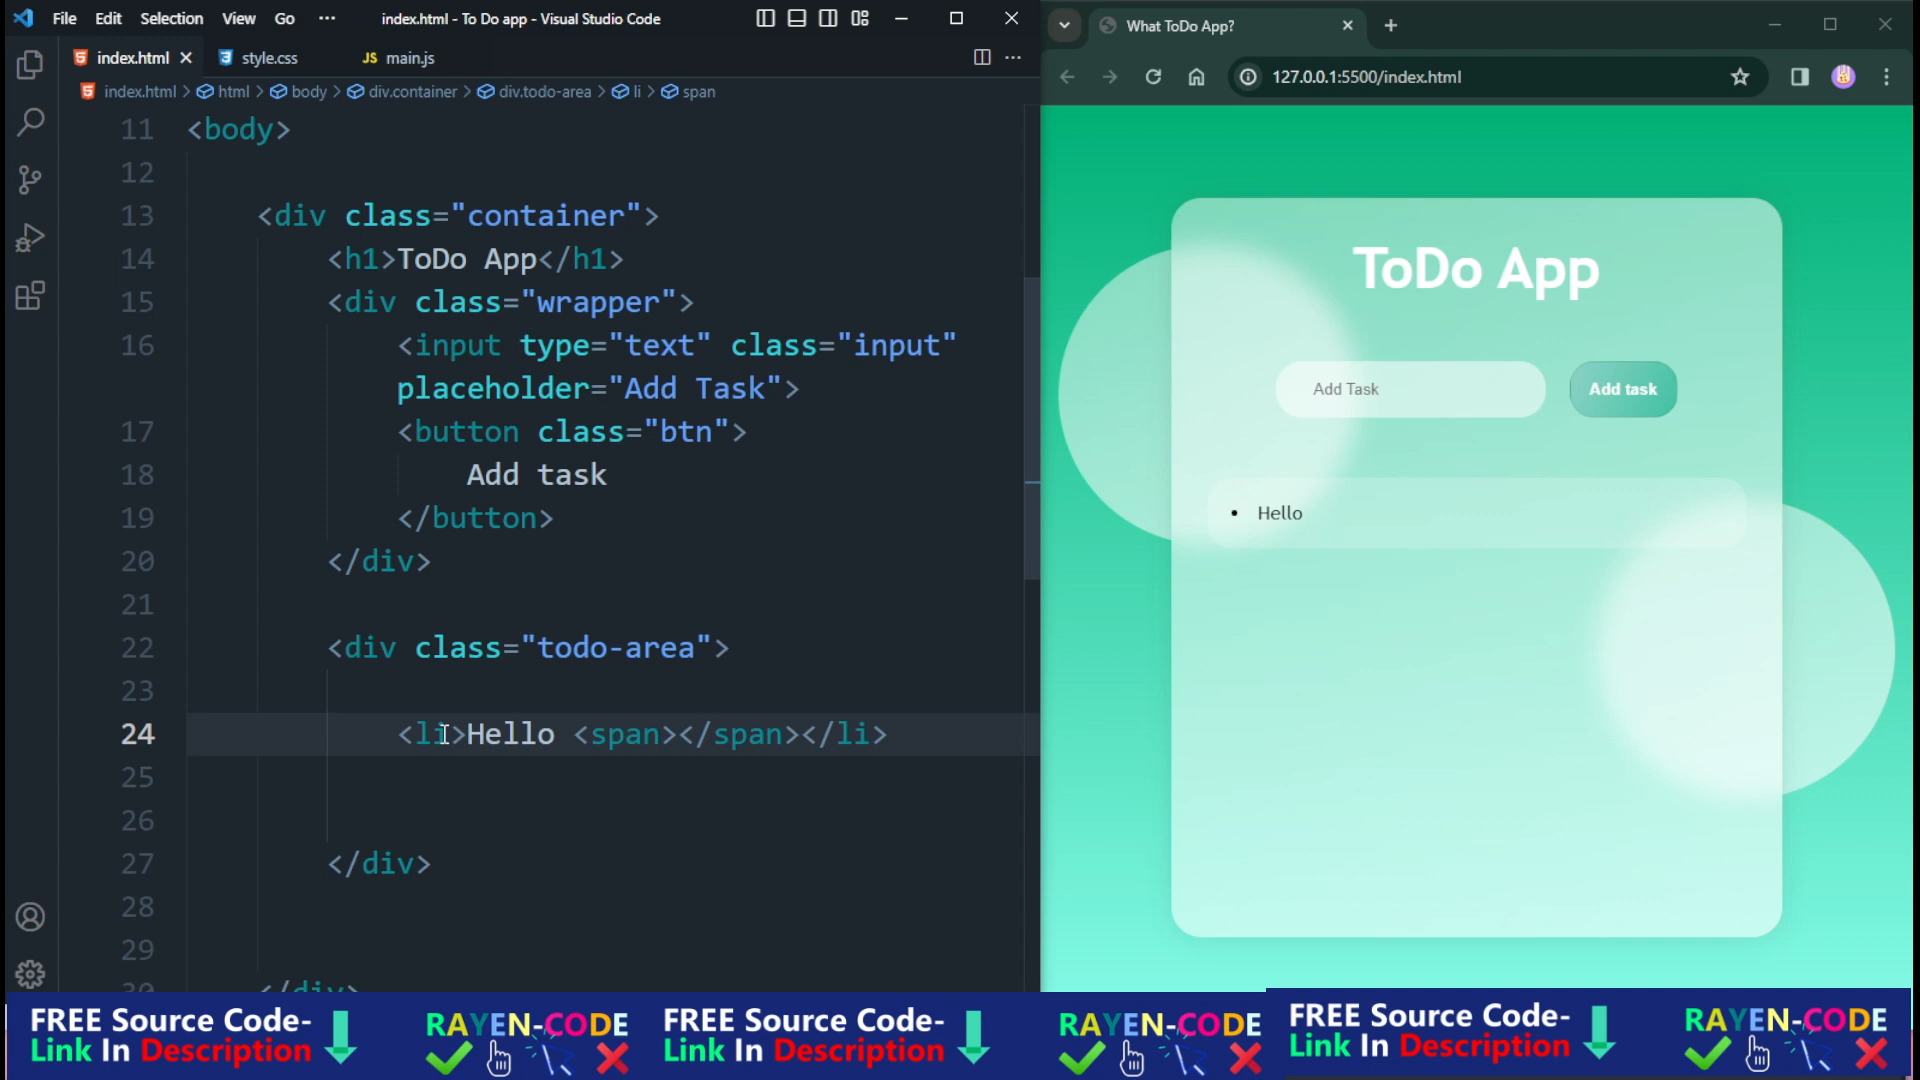 File Edit Selection View Go ··· index.html - To Do app - Visual Studio Code
index.html style.css JS main.js
index.html > html > body > div.container > div.todo-area > li > span
11 <body>
12
13 <div class="container">
14 <h1>ToDo App</h1>
15 <div class="wrapper">
16 <input type="text" class="input"
placeholder="Add Task">
17 <button class="btn">
18 Add task
19 </button>
20 </div>
21
22 <div class="todo-area">
23
24 <li>Hello <span></span></li>
25
26
27 </div>
28
29
30 </div>
What ToDo App?
127.0.0.1:5500/index.html
ToDo App
Add Task Add task
• Hello
FREE Source Code-
Link In Description
RAYEN-CODE
FREE Source Code-
Link In Description
RAYEN-CODE
FREE Source Code-
Link In Description
RAYEN-CODE